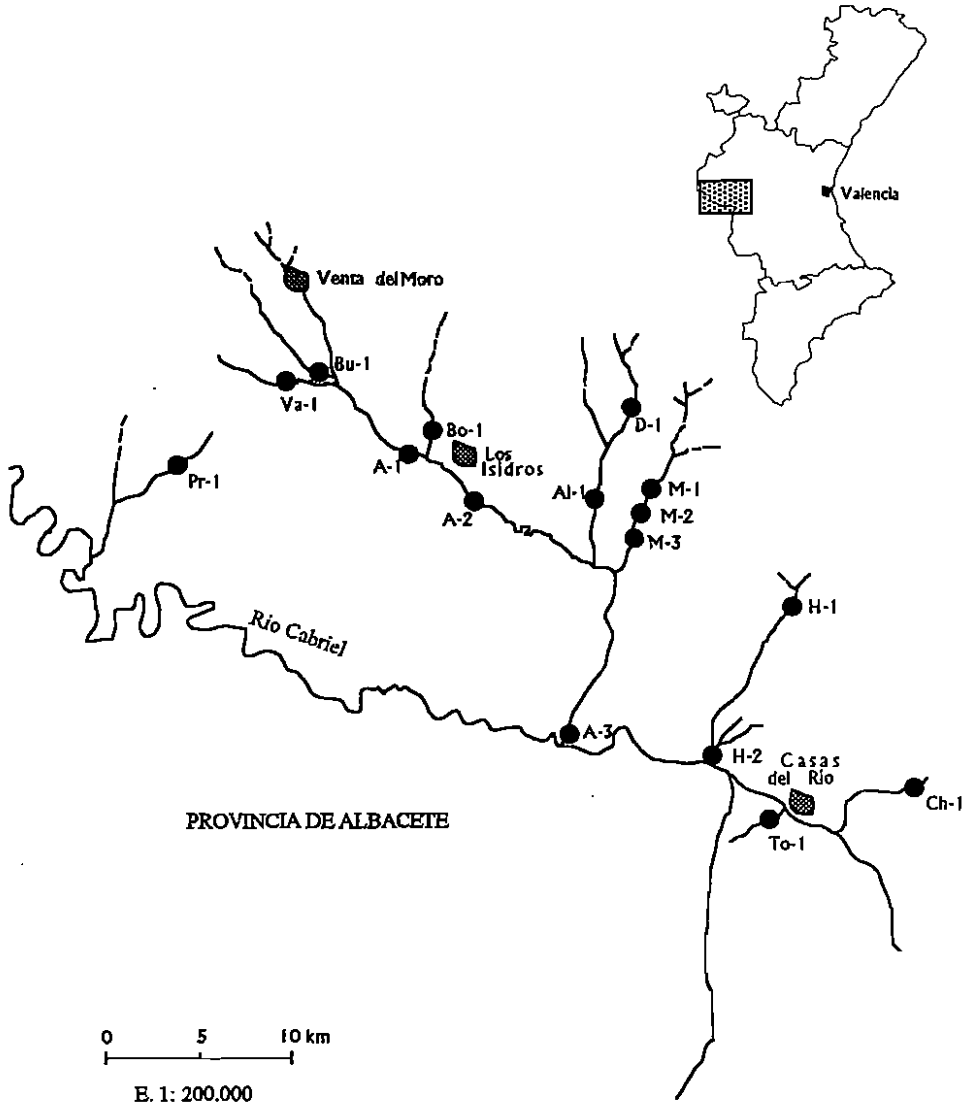 Valencia
Venta del Moro
Bu-1
Va-1
Bo-1
D-1
Los
Isidros
A-1
Pr-1
Al-1
M-1
A-2
M-2
M-3
H-1
Río Cabriel
A-3
H-2
Casas
del Río
Ch-1
PROVINCIA DE ALBACETE
To-1
0 5 10 km
E. 1: 200.000